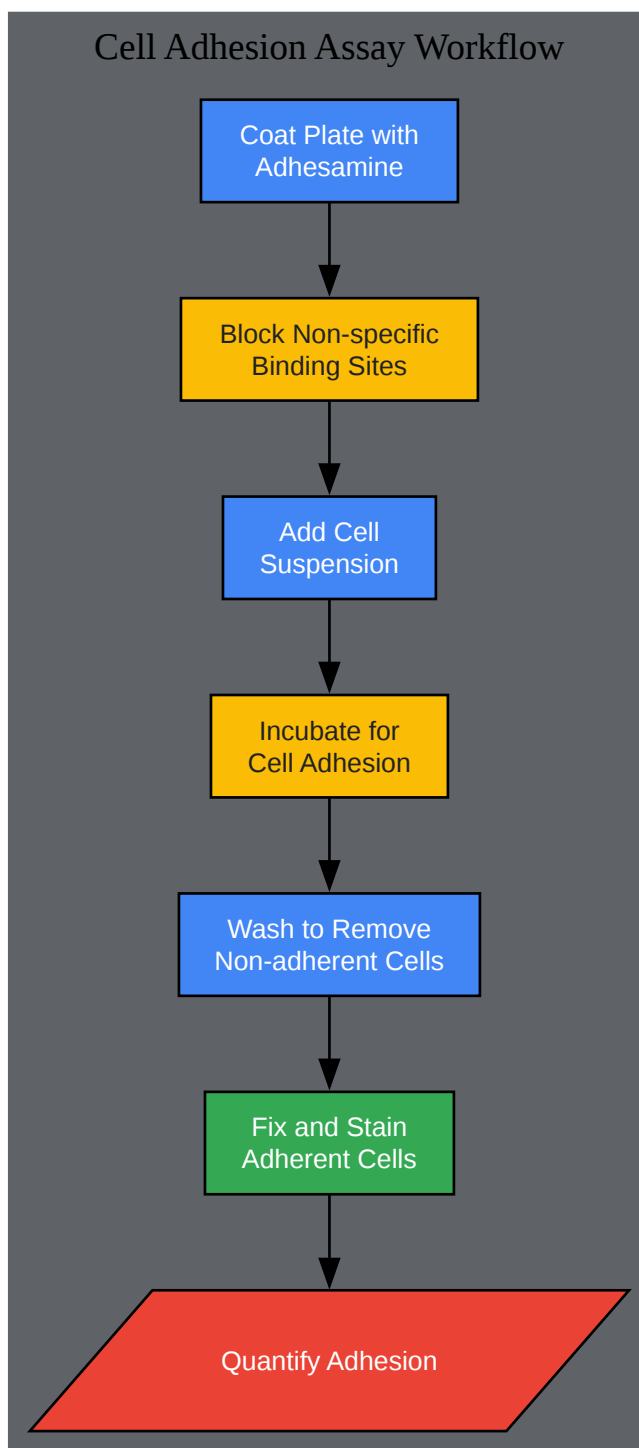 Cell Adhesion Assay Workflow
Coat Plate with
Adhesamine
Block Non-specific
Binding Sites
Add Cell
Suspension
Incubate for
Cell Adhesion
Wash to Remove
Non-adherent Cells
Fix and Stain
Adherent Cells
Quantify Adhesion